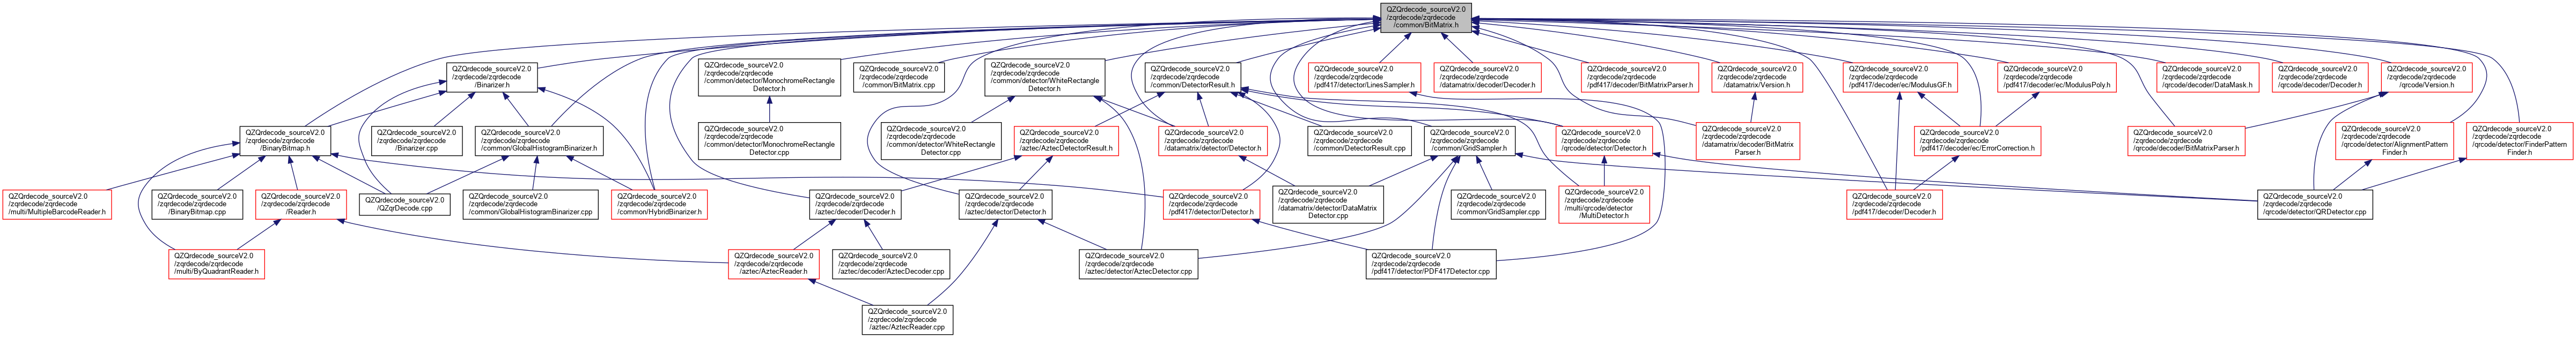 QZQrdecode_sourceV2.0
/zqrdecode/zqrdecode
/common/BitMatrix.h
QZQrdecode_sourceV2.0
/zqrdecode/zqrdecode
/Binarizer.h
QZQrdecode_sourceV2.0
/zqrdecode/zqrdecode
/common/detector/MonochromeRectangle
Detector.h
QZQrdecode_sourceV2.0
/zqrdecode/zqrdecode
/common/BitMatrix.cpp
QZQrdecode_sourceV2.0
/zqrdecode/zqrdecode
/common/detector/WhiteRectangle
Detector.h
QZQrdecode_sourceV2.0
/zqrdecode/zqrdecode
/common/DetectorResult.h
QZQrdecode_sourceV2.0
/zqrdecode/zqrdecode
/pdf417/detector/LinesSampler.h
QZQrdecode_sourceV2.0
/zqrdecode/zqrdecode
/datamatrix/decoder/Decoder.h
QZQrdecode_sourceV2.0
/zqrdecode/zqrdecode
/pdf417/decoder/BitMatrixParser.h
QZQrdecode_sourceV2.0
/zqrdecode/zqrdecode
/datamatrix/Version.h
QZQrdecode_sourceV2.0
/zqrdecode/zqrdecode
/pdf417/decoder/ec/ModulusGF.h
QZQrdecode_sourceV2.0
/zqrdecode/zqrdecode
/pdf417/decoder/ec/ModulusPoly.h
QZQrdecode_sourceV2.0
/zqrdecode/zqrdecode
/qrcode/decoder/DataMask.h
QZQrdecode_sourceV2.0
/zqrdecode/zqrdecode
/qrcode/decoder/Decoder.h
QZQrdecode_sourceV2.0
/zqrdecode/zqrdecode
/qrcode/Version.h
QZQrdecode_sourceV2.0
/zqrdecode/zqrdecode
/BinaryBitmap.h
QZQrdecode_sourceV2.0
/zqrdecode/zqrdecode
/Binarizer.cpp
QZQrdecode_sourceV2.0
/zqrdecode/zqrdecode
/common/GlobalHistogramBinarizer.h
QZQrdecode_sourceV2.0
/zqrdecode/zqrdecode
/common/detector/MonochromeRectangle
Detector.cpp
QZQrdecode_sourceV2.0
/zqrdecode/zqrdecode
/common/detector/WhiteRectangle
Detector.cpp
QZQrdecode_sourceV2.0
/zqrdecode/zqrdecode
/aztec/AztecDetectorResult.h
QZQrdecode_sourceV2.0
/zqrdecode/zqrdecode
/datamatrix/detector/Detector.h
QZQrdecode_sourceV2.0
/zqrdecode/zqrdecode
/common/DetectorResult.cpp
QZQrdecode_sourceV2.0
/zqrdecode/zqrdecode
/common/GridSampler.h
QZQrdecode_sourceV2.0
/zqrdecode/zqrdecode
/qrcode/detector/Detector.h
QZQrdecode_sourceV2.0
/zqrdecode/zqrdecode
/datamatrix/decoder/BitMatrix
Parser.h
QZQrdecode_sourceV2.0
/zqrdecode/zqrdecode
/pdf417/decoder/ec/ErrorCorrection.h
QZQrdecode_sourceV2.0
/zqrdecode/zqrdecode
/qrcode/decoder/BitMatrixParser.h
QZQrdecode_sourceV2.0
/zqrdecode/zqrdecode
/qrcode/detector/AlignmentPattern
Finder.h
QZQrdecode_sourceV2.0
/zqrdecode/zqrdecode
/qrcode/detector/FinderPattern
Finder.h
QZQrdecode_sourceV2.0
/zqrdecode/zqrdecode
/multi/MultipleBarcodeReader.h
QZQrdecode_sourceV2.0
/zqrdecode/zqrdecode
/BinaryBitmap.cpp
QZQrdecode_sourceV2.0
/zqrdecode/zqrdecode
/Reader.h
QZQrdecode_sourceV2.0
/QZqrDecode.cpp
QZQrdecode_sourceV2.0
/zqrdecode/zqrdecode
/common/GlobalHistogramBinarizer.cpp
QZQrdecode_sourceV2.0
/zqrdecode/zqrdecode
/common/HybridBinarizer.h
QZQrdecode_sourceV2.0
/zqrdecode/zqrdecode
/aztec/decoder/Decoder.h
QZQrdecode_sourceV2.0
/zqrdecode/zqrdecode
/aztec/detector/Detector.h
QZQrdecode_sourceV2.0
/zqrdecode/zqrdecode
/pdf417/detector/Detector.h
QZQrdecode_sourceV2.0
/zqrdecode/zqrdecode
/datamatrix/detector/DataMatrix
Detector.cpp
QZQrdecode_sourceV2.0
/zqrdecode/zqrdecode
/common/GridSampler.cpp
QZQrdecode_sourceV2.0
/zqrdecode/zqrdecode
/multi/qrcode/detector
/MultiDetector.h
QZQrdecode_sourceV2.0
/zqrdecode/zqrdecode
/pdf417/decoder/Decoder.h
QZQrdecode_sourceV2.0
/zqrdecode/zqrdecode
/qrcode/detector/QRDetector.cpp
QZQrdecode_sourceV2.0
/zqrdecode/zqrdecode
/multi/ByQuadrantReader.h
QZQrdecode_sourceV2.0
/zqrdecode/zqrdecode
/aztec/AztecReader.h
QZQrdecode_sourceV2.0
/zqrdecode/zqrdecode
/aztec/decoder/AztecDecoder.cpp
QZQrdecode_sourceV2.0
/zqrdecode/zqrdecode
/aztec/detector/AztecDetector.cpp
QZQrdecode_sourceV2.0
/zqrdecode/zqrdecode
/pdf417/detector/PDF417Detector.cpp
QZQrdecode_sourceV2.0
/zqrdecode/zqrdecode
/aztec/AztecReader.cpp